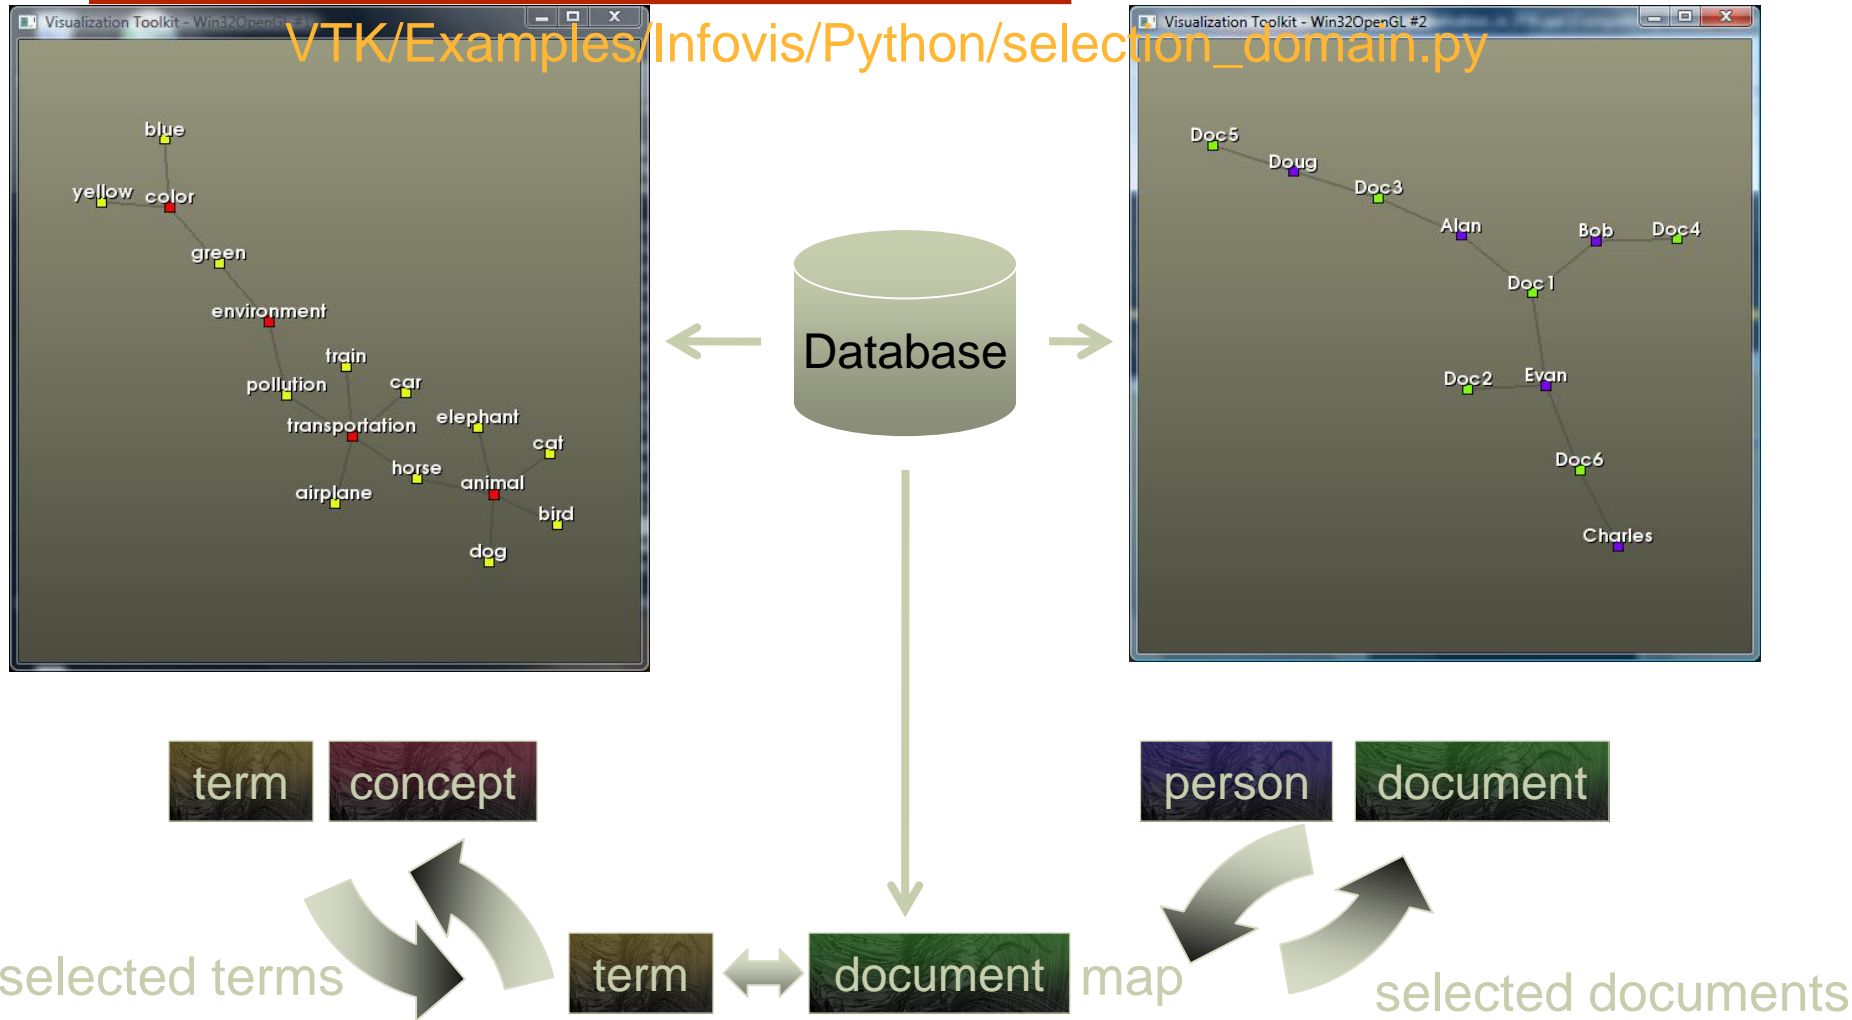 Visualization Toolkit - Win32OpenGL #2
VTK/Examples/Infovis/Python/selection_domain.py
blue
yellow
color
green
environment
train
pollution
car
transportation
elephant
cat
horse
animal
airplane
bird
dog
Database
Doc5
Doug
Doc3
Alan
Bob
Doc4
Doc1
Doc2
Evan
Doc6
Charles
term
concept
person
document
selected terms
term
document
map
selected documents